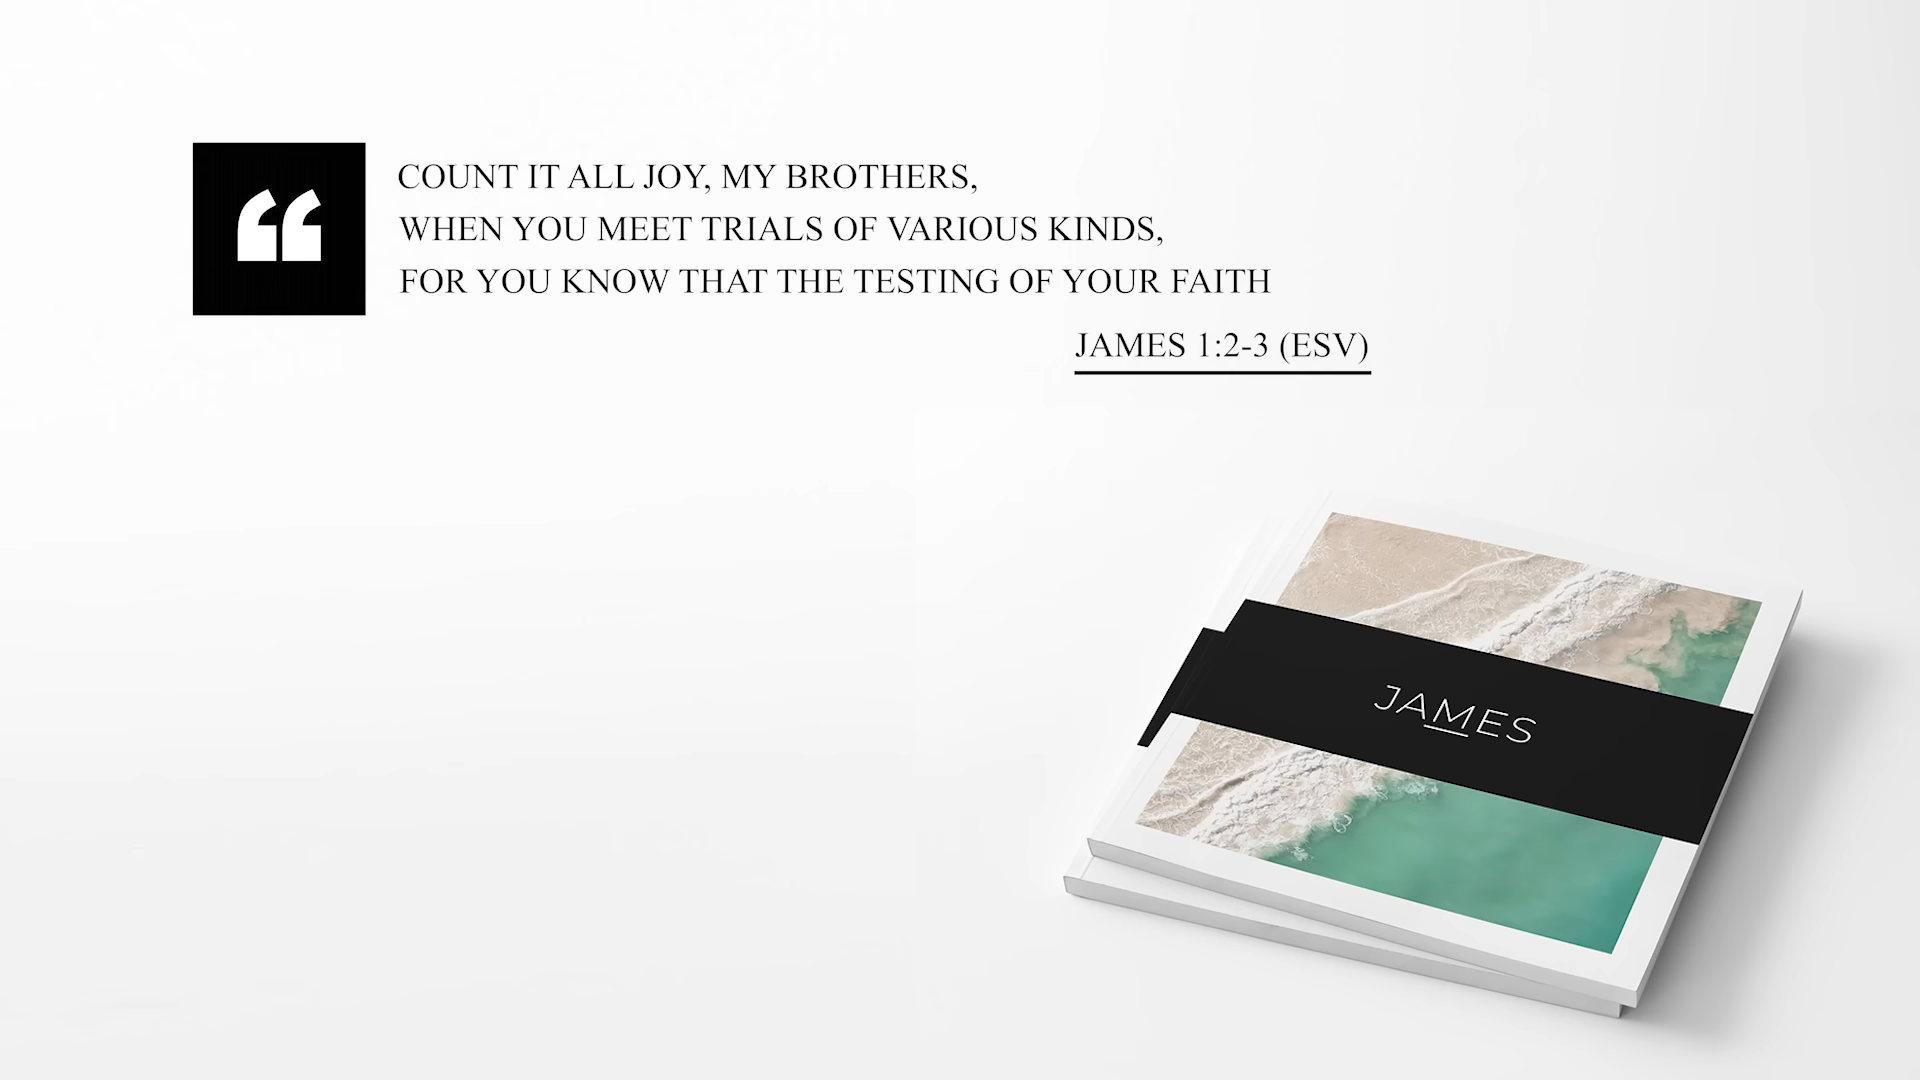 COUNT IT ALL JOY, MY BROTHERS,
WHEN YOU MEET TRIALS OF VARIOUS KINDS,
FOR YOU KNOW THAT THE TESTING OF YOUR FAITH
JAMES 1:2-3 (ESV)
JAMES